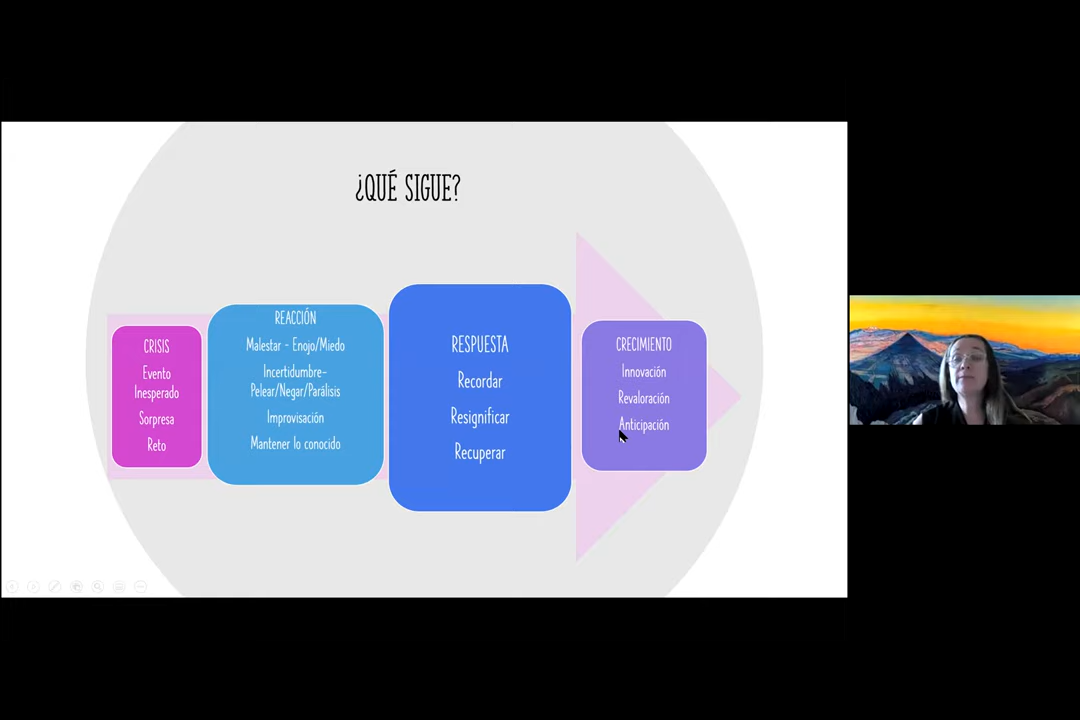 ¿QUÉ SIGUE?
CRISIS
Evento
Inesperado
Sorpresa
Reto
REACCIÓN
Malestar - Enojo/Miedo
Incertidumbre-
Pelear/Negar/Parálisis
Improvisación
Mantener lo conocido
RESPUESTA
Recordar
Resignificar
Recuperar
CRECIMIENTO
Innovación
Revaloración
Anticipación